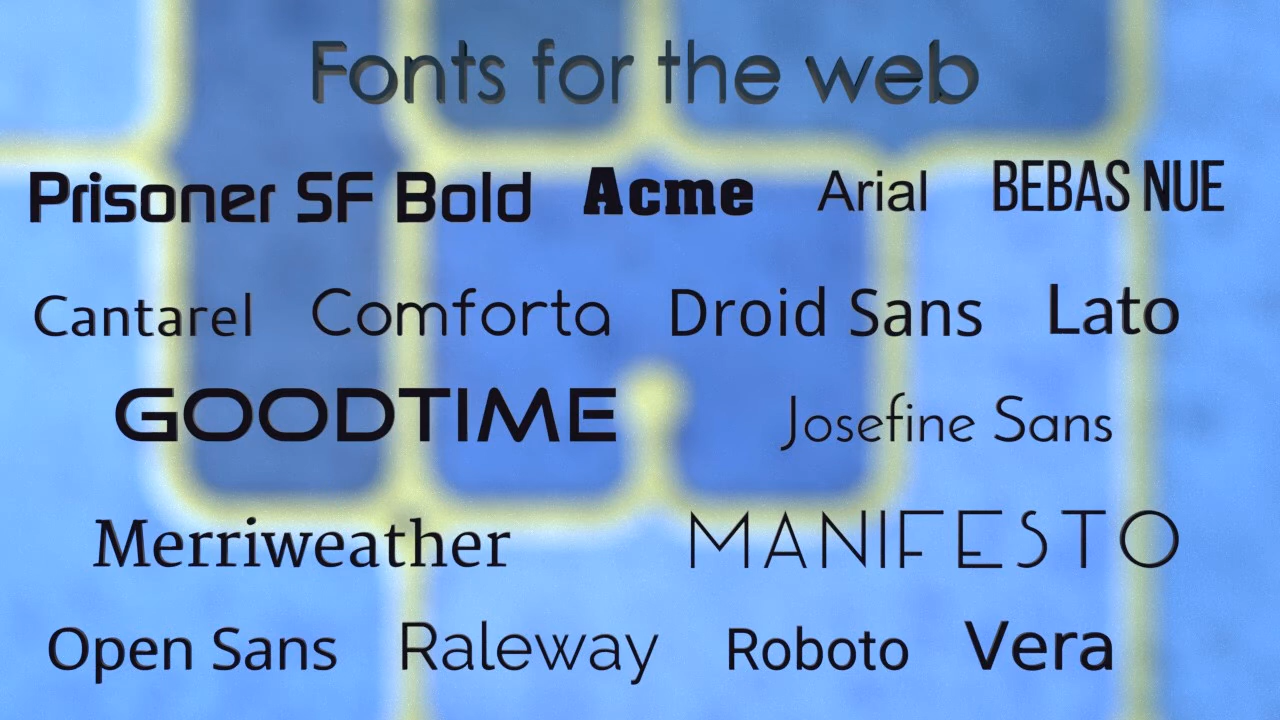 Fonts for the web
Prisoner SF Bold Acme Arial BEBAS NUE
Cantarel Comforta Droid Sans Lato
GOODTIME Josefine Sans
Merriweather MANIFESTO
Open Sans Raleway Roboto Vera